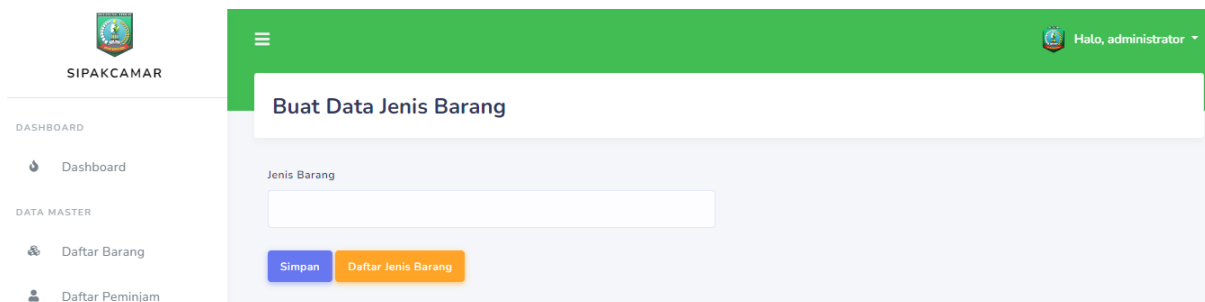 SIPAKCAMAR
DASHBOARD
Dashboard
DATA MASTER
Daftar Barang
Daftar Peminjam
Halo, administrator
Buat Data Jenis Barang
Jenis Barang
Simpan
Daftar Jenis Barang